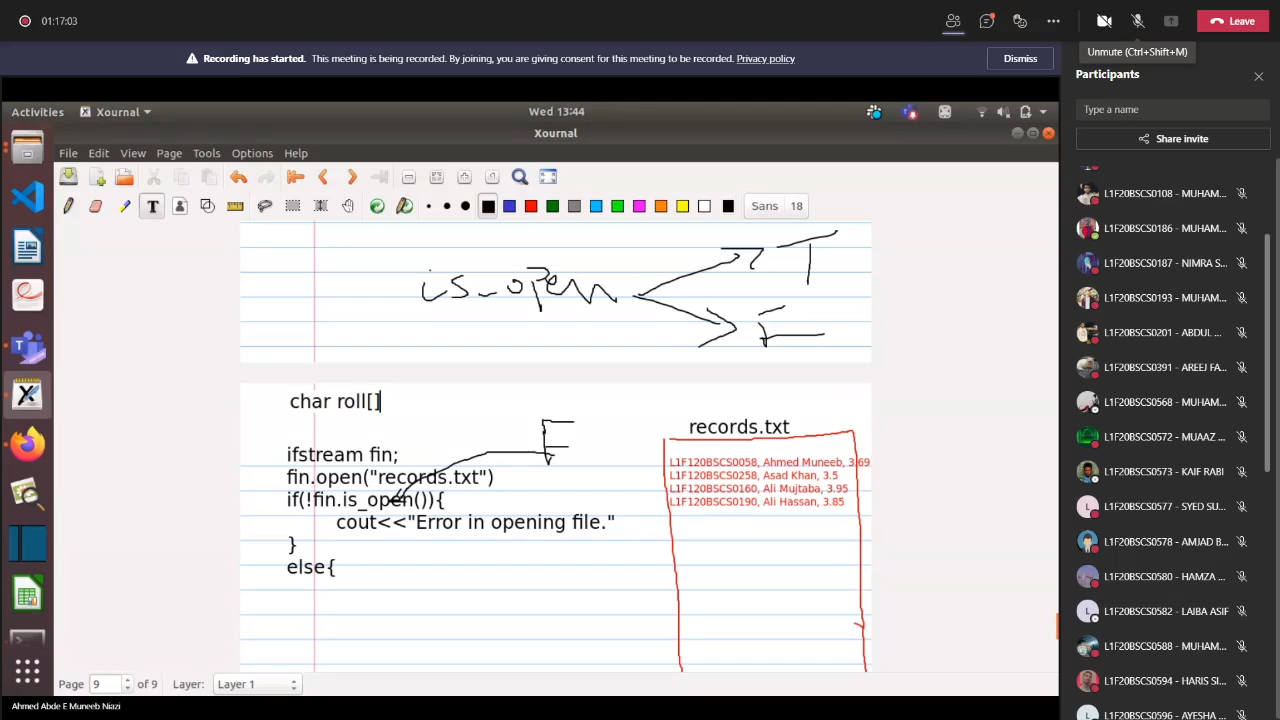 01:17:03
Leave
Recording has started. This meeting is being recorded. By joining, you are giving consent for this meeting to be recorded. Privacy policy
Dismiss
Unmute (Ctrl+Shift+M)
Participants
Type a name
Share invite
L1F20BSCS0108 - MUHAM...
L1F20BSCS0186 - MUHAM...
L1F20BSCS0187 - NIMRA S...
L1F20BSCS0193 - MUHAM...
L1F20BSCS0201 - ABDUL ...
L1F20BSCS0391 - AREEJ FA...
L1F20BSCS0568 - MUHAM...
L1F20BSCS0572 - MUAAZ ...
L1F20BSCS0573 - KAIF RABI
L1F20BSCS0577 - SYED SU...
L1F20BSCS0578 - AMJAD B...
L1F20BSCS0580 - HAMZA ...
L
L1F20BSCS0582 - LAIBA ASIF
L1F20BSCS0588 - MUHAM...
L1F20BSCS0594 - HARIS SI...
L1F20BSCS0596 - AYESHA ...
Activities
Xournal
Wed 13:44
Xournal
File Edit View Page Tools Options Help
T
Sans 18
is_open
T
F
char roll[]
F
records.txt
ifstream fin;
fin.open("records.txt")
if(!fin.is_open()){
cout<<"Error in opening file."
}
else{
L1F120BSCS0058, Ahmed Muneeb, 3.69
L1F120BSCS0258, Asad Khan, 3.5
L1F120BSCS0160, Ali Mujtaba, 3.95
L1F120BSCS0190, Ali Hassan, 3.85
Page 9 of 9 Layer: Layer 1
Ahmed Abde E Muneeb Niazi